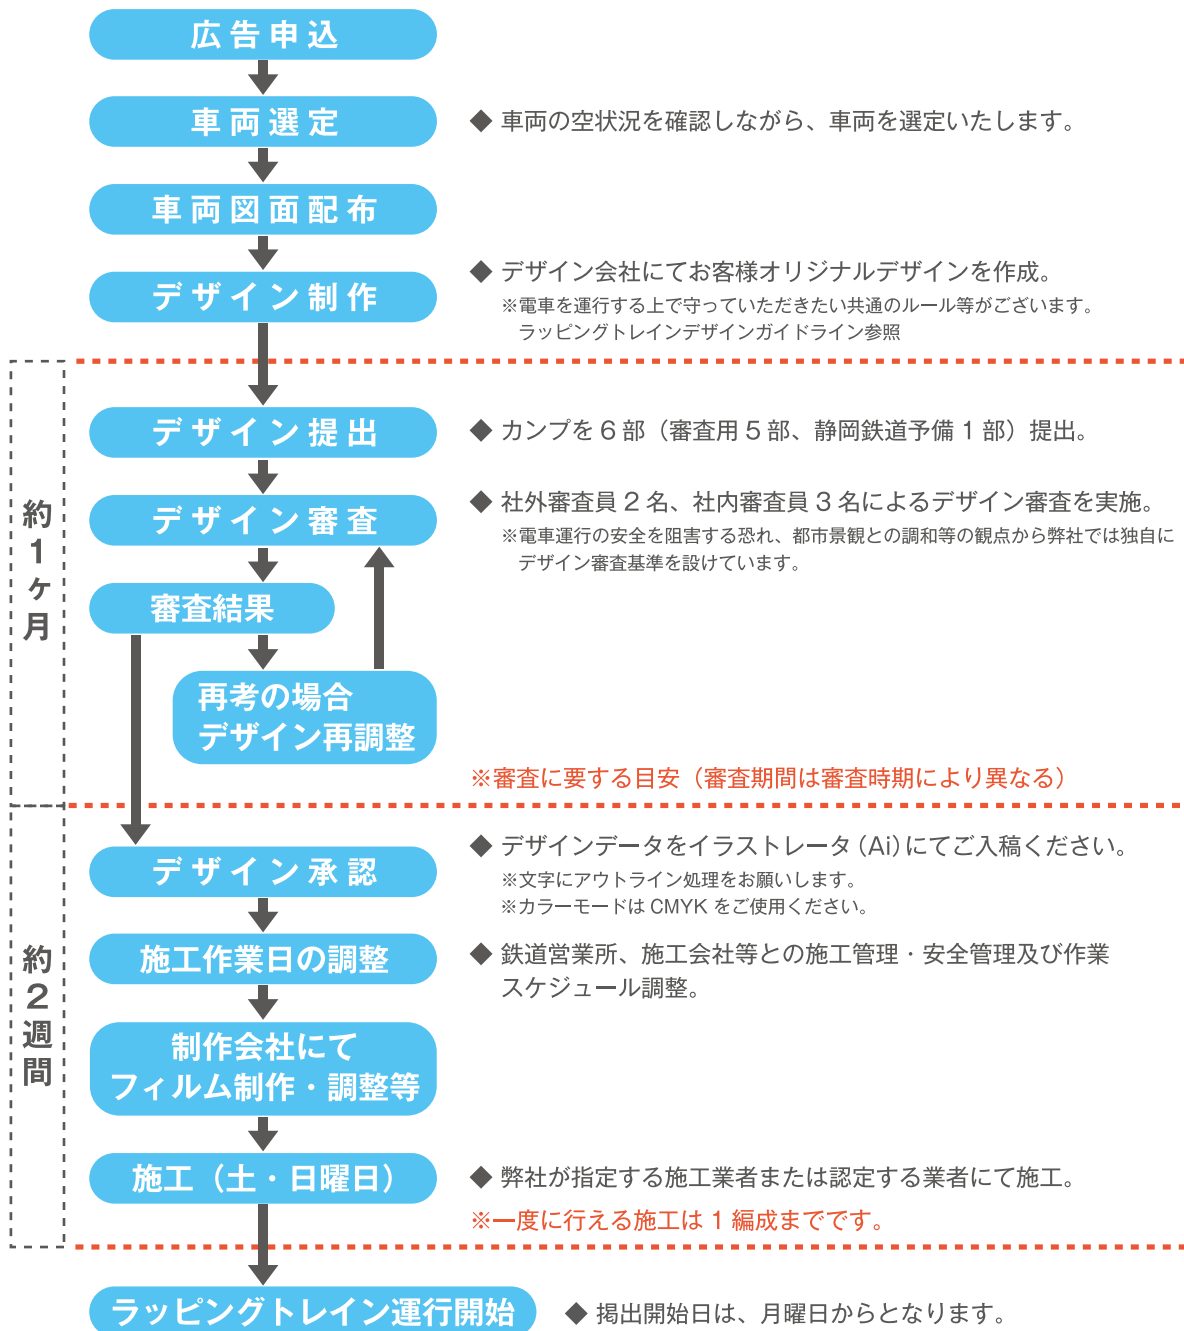 広告申込
車両選定
◆ 車両の空状況を確認しながら、車両を選定いたします。
車両図面配布
デザイン制作
◆ デザイン会社にてお客様オリジナルデザインを作成。
※電車を運行する上で守っていただきたい共通のルール等がございます。
ラッピングトレインデザインガイドライン参照
約1ヶ月
デザイン提出
◆ カンプを6部（審査用5部、静岡鉄道予備1部）提出。
デザイン審査
◆ 社外審査員2名、社内審査員3名によるデザイン審査を実施。
※電車運行の安全を阻害する恐れ、都市景観との調和等の観点から弊社では独自に
デザイン審査基準を設けています。
審査結果
再考の場合
デザイン再調整
※審査に要する目安（審査期間は審査時期により異なる）
約2週間
デザイン承認
◆ デザインデータをイラストレータ（Ai）にてご入稿ください。
※文字にアウトライン処理をお願いします。
※カラーモードは CMYK をご使用ください。
施工作業日の調整
◆ 鉄道営業所、施工会社等との施工管理・安全管理及び作業
スケジュール調整。
制作会社にて
フィルム制作・調整等
施工（土・日曜日）
◆ 弊社が指定する施工業者または認定する業者にて施工。
※一度に行える施工は1編成までです。
ラッピングトレイン運行開始
◆ 掲出開始日は、月曜日からとなります。